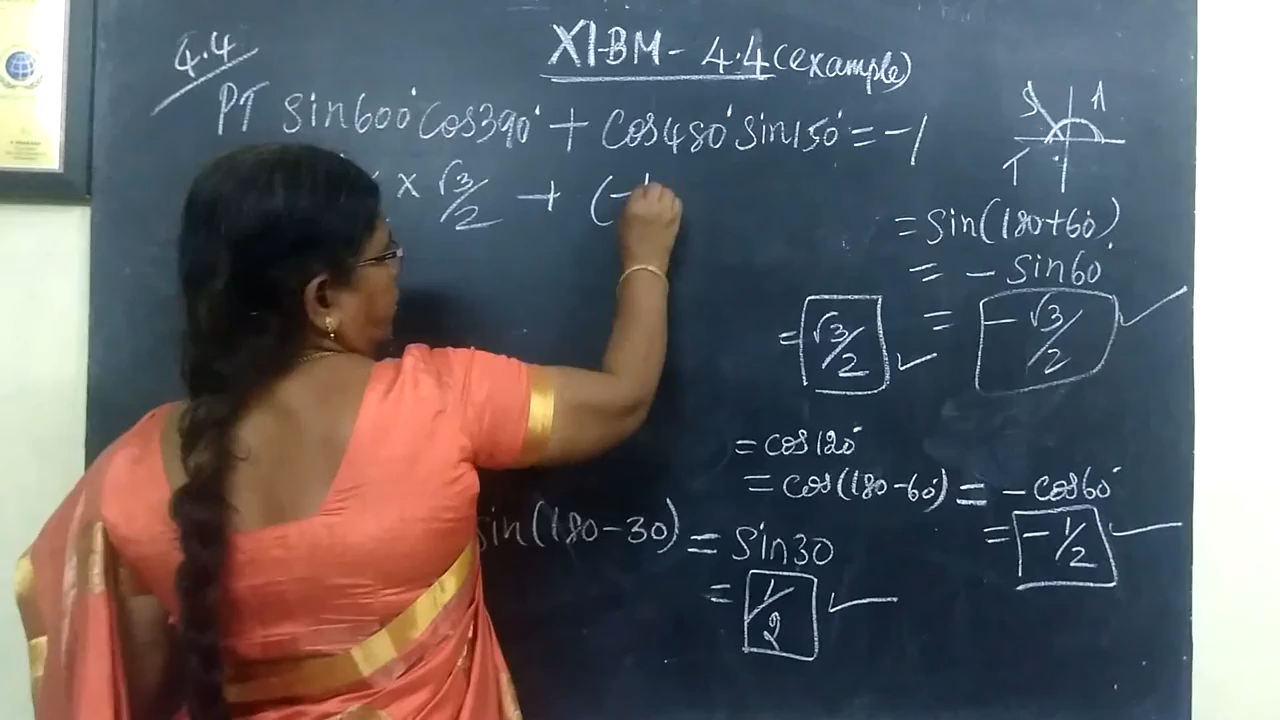 4.4
XI-BM - 4.4 (example)
PT sin600° cos390° + cos480° sin150° = -1
× √3/2 + (-1
S A
T
= sin(180+60°)
= - sin60°
= √3/2 ✓
= - √3/2 ✓
= cos120°
= cos(180-60°) = - cos60°
= -1/2
sin(180-30) = sin30
= 1/2 ✓